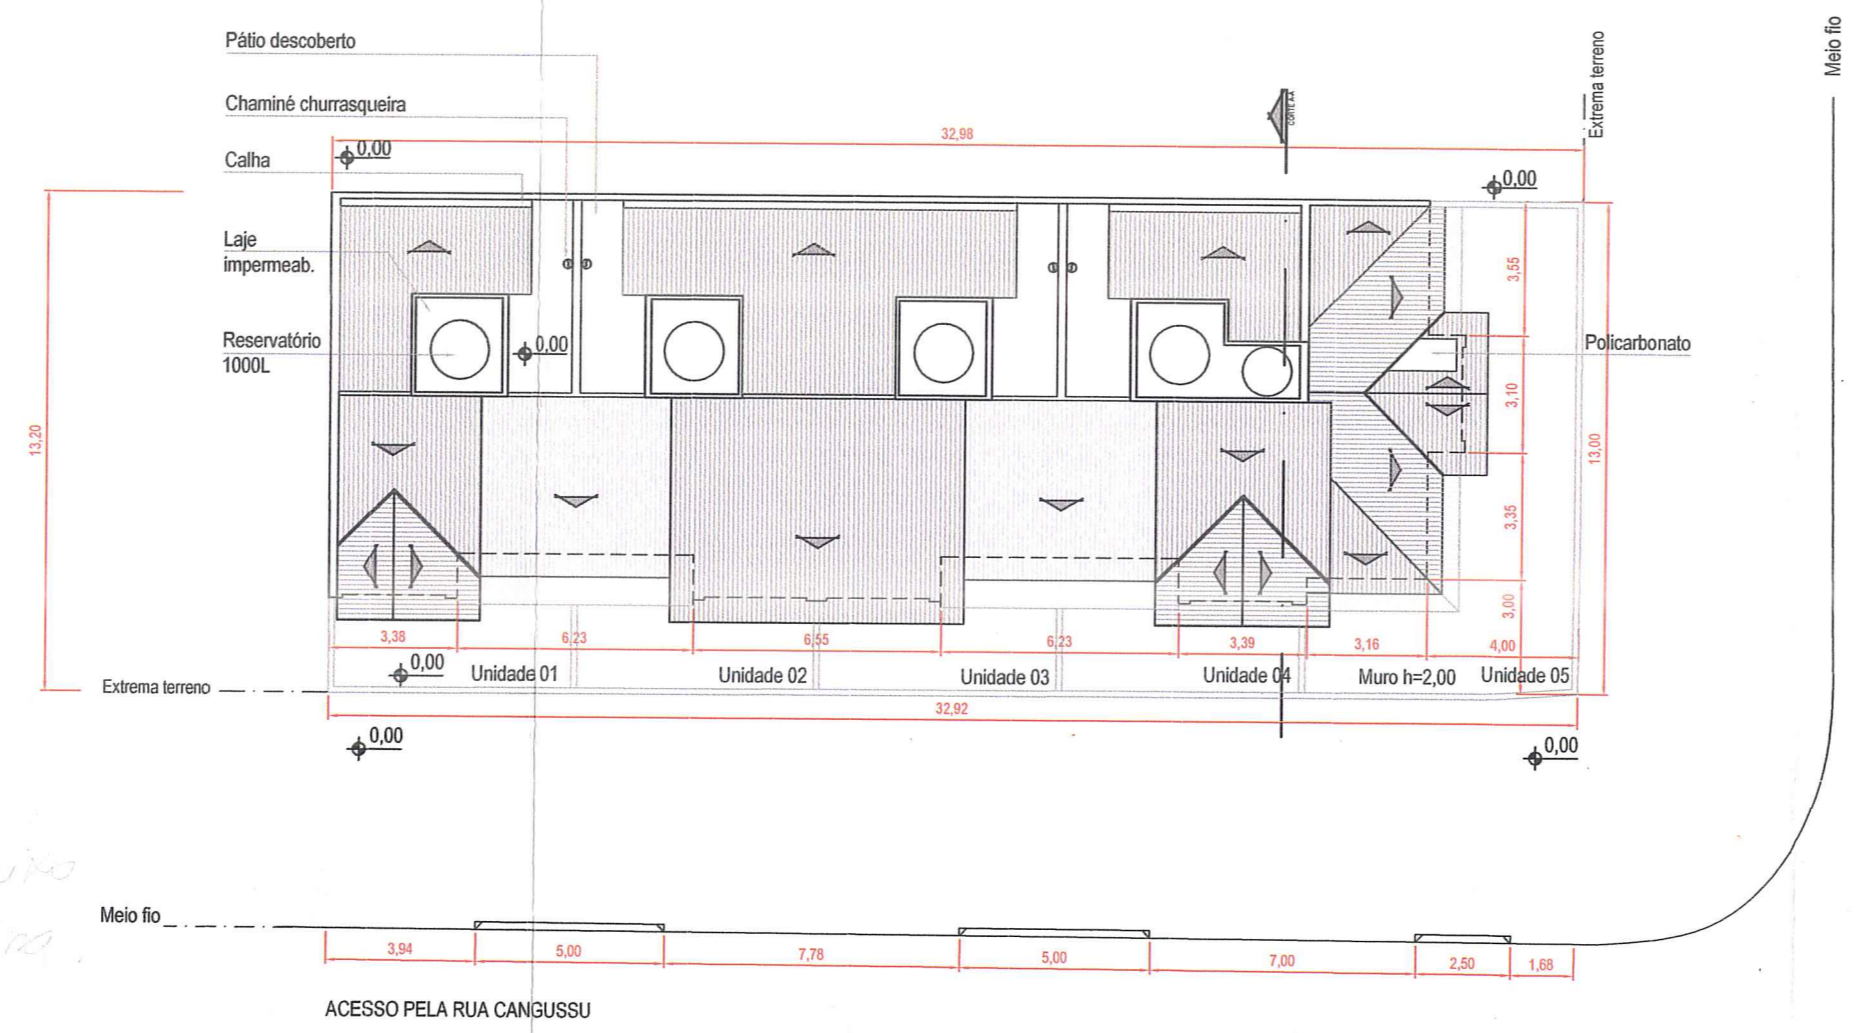 Pátio descoberto
Chaminé churrasqueira
Calha
Laje
impermeab.
Reservatório
1000L
Extrema terreno
Meio fio
32,98
CORTE AA
0,00
0,00
0,00
Policarbonato
13,20
3,55
3,10
3,35
3,00
13,00
3,38
6,23
6,55
6,23
3,39
3,16
4,00
0,00
Unidade 01
Unidade 02
Unidade 03
Unidade 04
Muro h=2,00
Unidade 05
Extrema terreno
32,92
0,00
0,00
Meio fio
3,94
5,00
7,78
5,00
7,00
2,50
1,68
ACESSO PELA RUA CANGUSSU